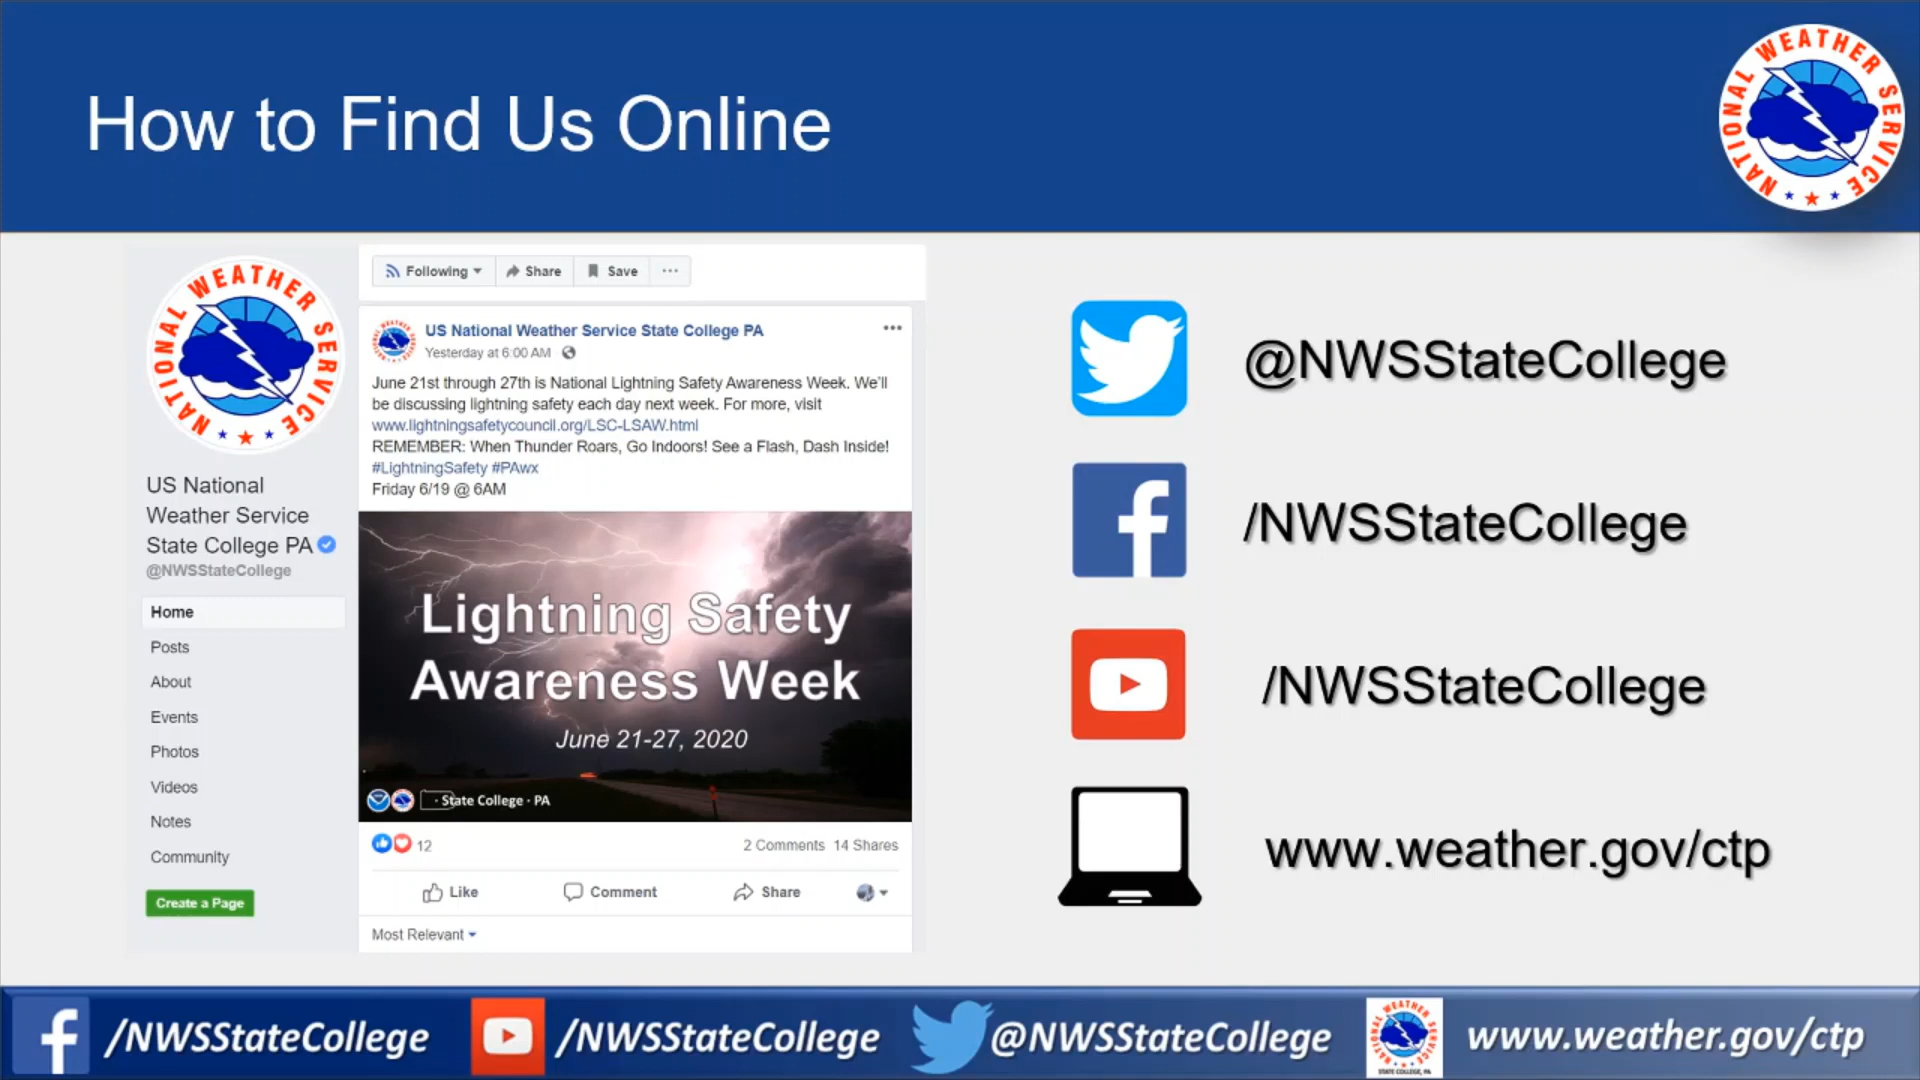 How to Find Us Online
NATIONAL WEATHER SERVICE
NATIONAL WEATHER SERVICE
US National
Weather Service
State College PA
@NWSStateCollege
Home
Posts
About
Events
Photos
Videos
Notes
Community
Create a Page
Following
Share
Save
US National Weather Service State College PA
Yesterday at 6:00 AM
June 21st through 27th is National Lightning Safety Awareness Week. We'll
be discussing lightning safety each day next week. For more, visit
www.lightningsafetycouncil.org/LSC-LSAW.html
REMEMBER: When Thunder Roars, Go Indoors! See a Flash, Dash Inside!
#LightningSafety #PAwx
Friday 6/19 @ 6AM
Lightning Safety
Awareness Week
June 21-27, 2020
· State College · PA
12
2 Comments 14 Shares
Like Comment Share
Most Relevant
@NWSStateCollege
/NWSStateCollege
/NWSStateCollege
www.weather.gov/ctp
/NWSStateCollege
/NWSStateCollege
@NWSStateCollege
NATIONAL WEATHER SERVICE
STATE COLLEGE, PA
www.weather.gov/ctp